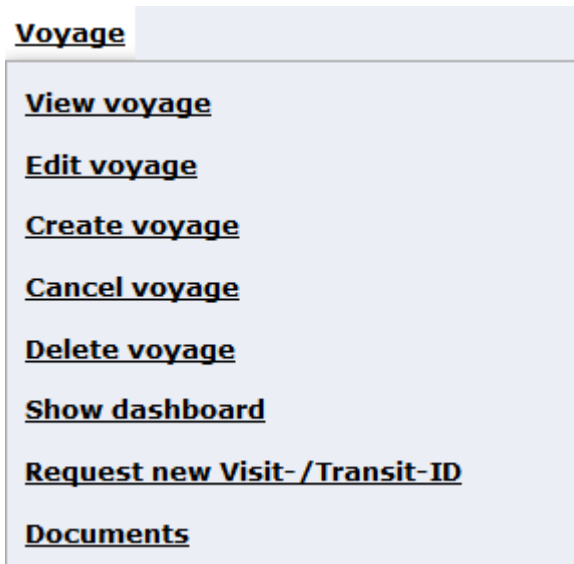 Voyage
View voyage
Edit voyage
Create voyage
Cancel voyage
Delete voyage
Show dashboard
Request new Visit-/Transit-ID
Documents